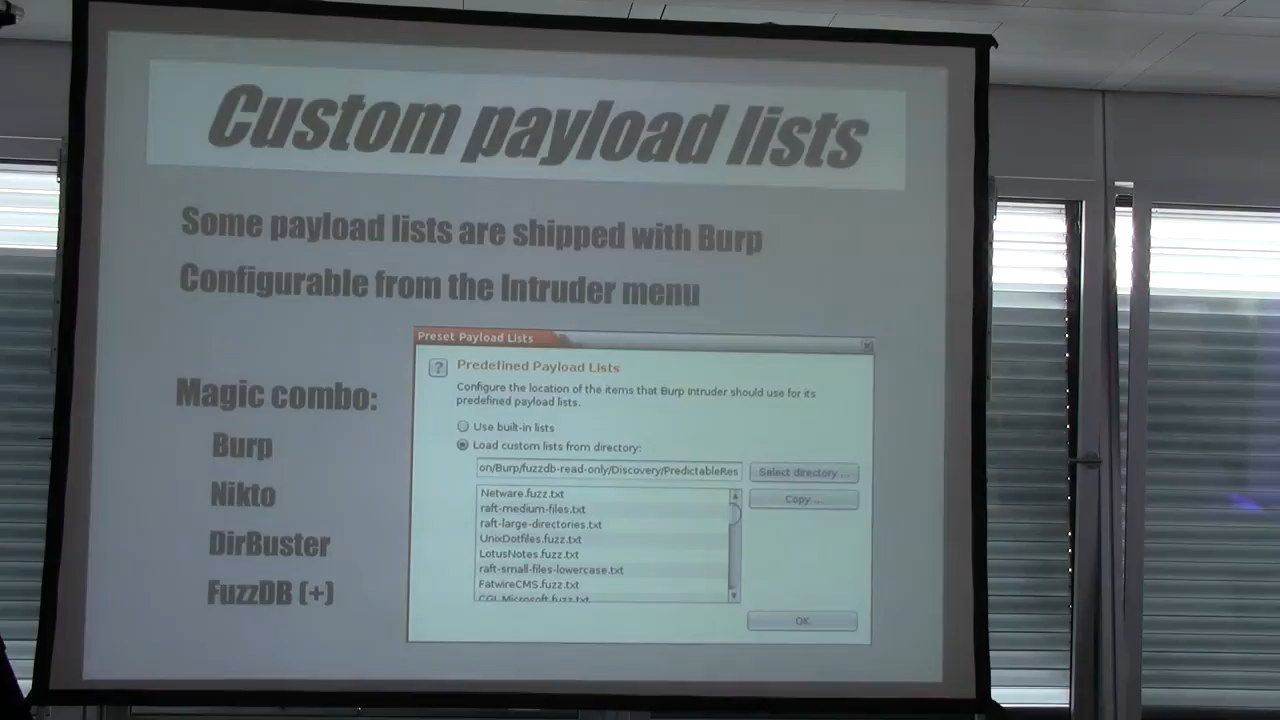 Custom payload lists
Some payload lists are shipped with Burp
Configurable from the Intruder menu
Magic combo:
Burp
Nikto
DirBuster
FuzzDB (+)
Preset Payload Lists
?
Predefined Payload Lists
Configure the location of the items that Burp Intruder should use for its
predefined payload lists.
Use built-in lists
Load custom lists from directory:
on/Burp/fuzzdb-read-only/Discovery/PredictableRes
Select directory ...
Copy ...
Netware.fuzz.txt
raft-medium-files.txt
raft-large-directories.txt
UnixDotfiles.fuzz.txt
LotusNotes.fuzz.txt
raft-small-files-lowercase.txt
FatwireCMS.fuzz.txt
CGI_Microsoft.fuzz.txt
OK